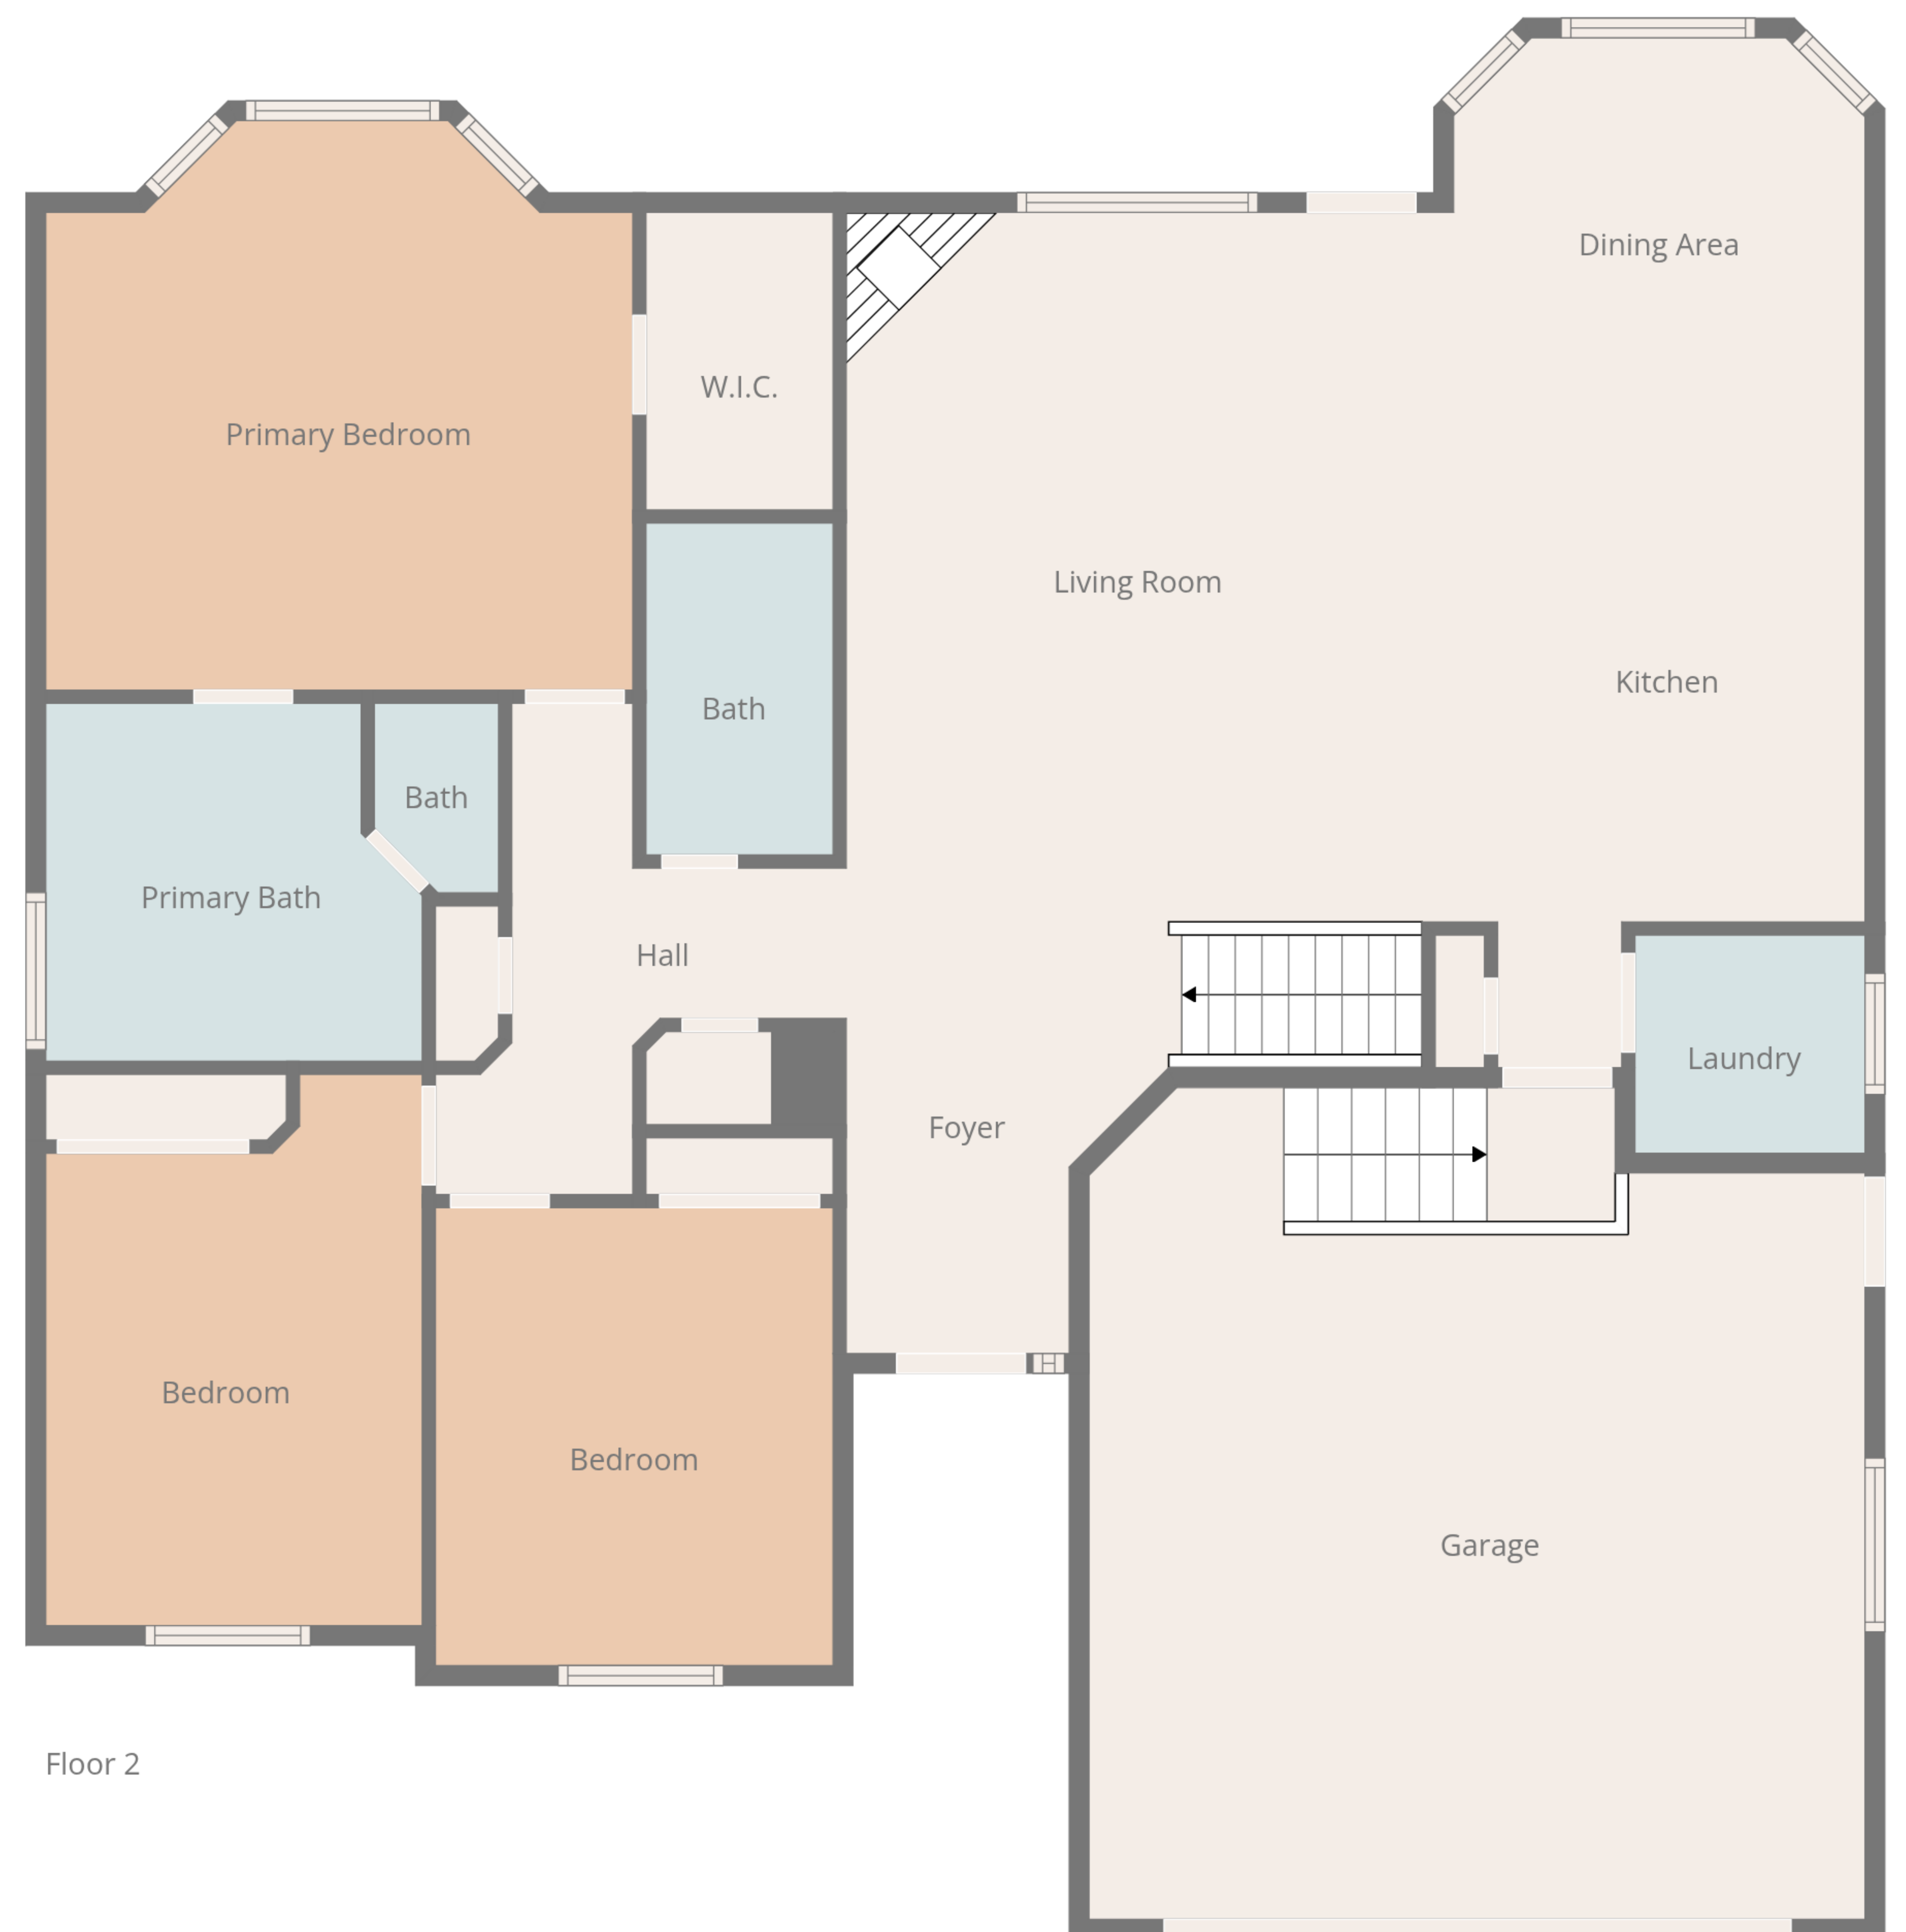 Dining Area
W.I.C.
Primary Bedroom
Living Room
Kitchen
Bath
Bath
Primary Bath
Hall
Laundry
Foyer
Bedroom
Bedroom
Garage
Floor 2